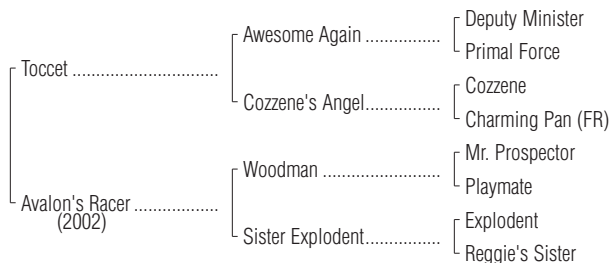 Deputy Minister
Awesome Again ................
Primal Force
Toccet ...............................
Cozzene
Cozzene's Angel................
Charming Pan (FR)
Mr. Prospector
Woodman .........................
Playmate
Avalon's Racer ..................
(2002)
Explodent
Sister Explodent................
Reggie's Sister